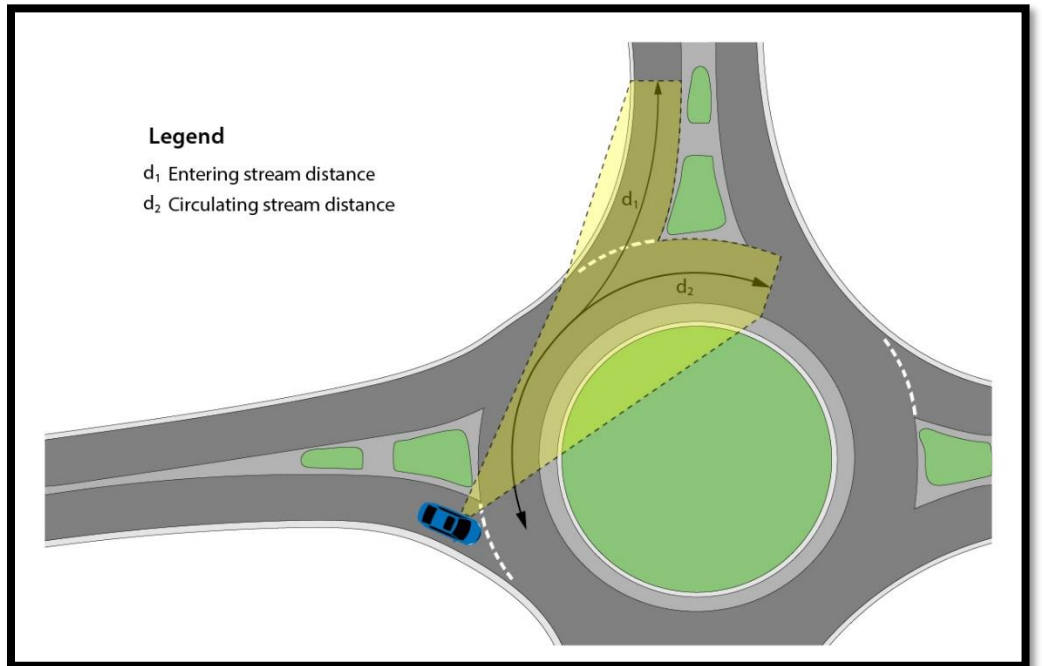 Legend
d₁ Entering stream distance
d₂ Circulating stream distance
d₁
d₂